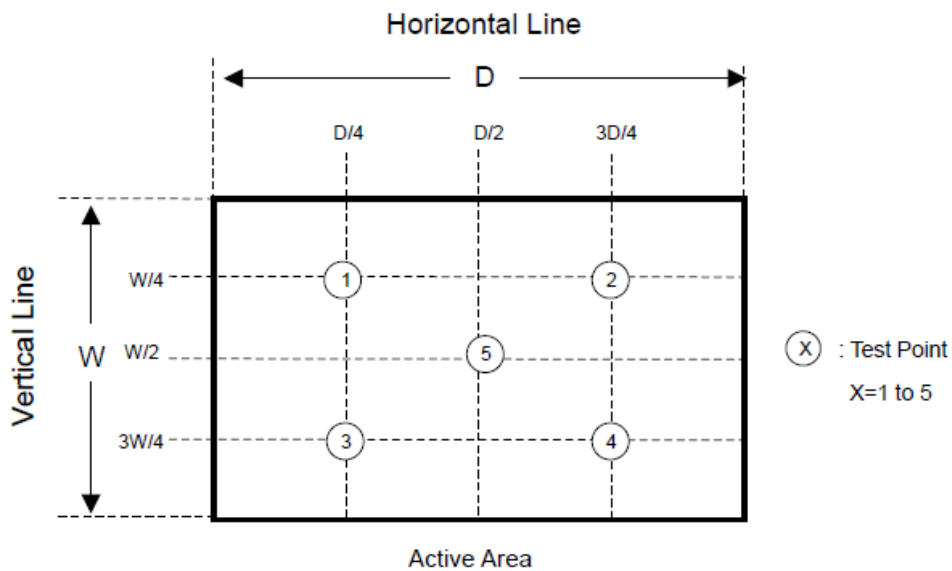 Horizontal Line
D
D/4 D/2 3D/4
Vertical Line
W
W/4
1 2
W/2
5
X : Test Point
X=1 to 5
3W/4
3 4
Active Area